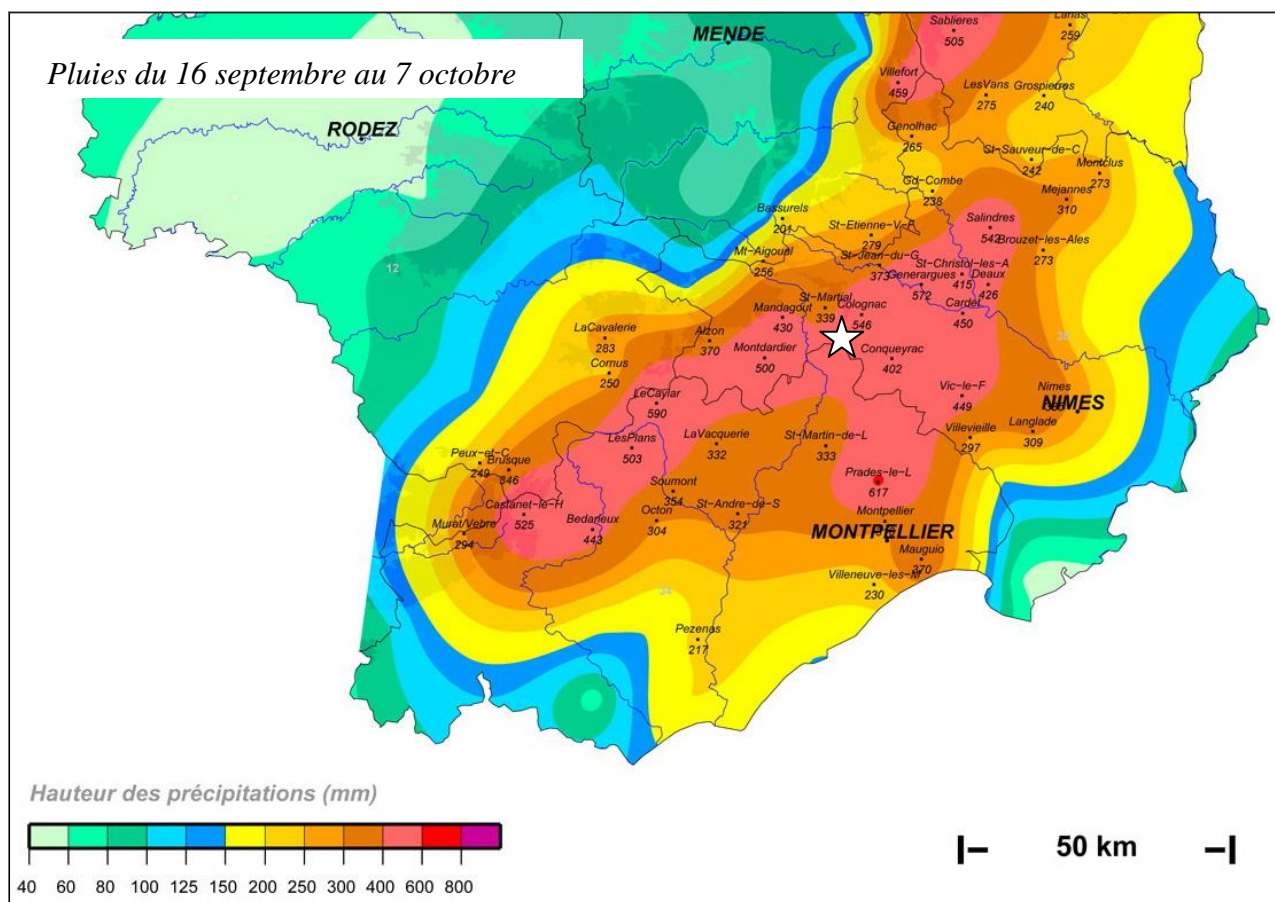 Sablieres
505
Larlas
259
MENDE
Pluies du 16 septembre au 7 octobre
Villefort
459
LesVans
275
Grospierres
240
RODEZ
Genolhac
265
St-Sauveur-de-C
242
Montclus
273
Gd-Combe
238
Mejannes
310
Bassurels
201
St-Etienne-V-F
279
Salindres
542
Brouzet-les-Ales
273
Mt-Aigoual
256
St-Jean-du-G
373
St-Christol-les-A
415
Generargues
572
Deaux
426
12
St-Martial
339
Colognac
546
Cardet
450
Mandagout
430
LaCavalerie
283
Alzon
370
30
Montdardier
500
Conqueyrac
402
Cornus
250
Vic-le-F
449
Nimes
NIMES
LeCaylar
590
Langlade
309
Villevieille
297
LesPlans
503
LaVacquerie
332
St-Martin-de-L
333
Peux-et-C
249
Brusque
346
Prades-le-L
617
Soumont
354
Castanet-le-H
525
St-Andre-de-S
321
Octon
304
Bedarieux
443
Murat/Vebre
294
Montpellier
MONTPELLIER
Mauguio
370
Villeneuve-les-M
230
34
Pezenas
217
Hauteur des précipitations (mm)
40 60 80 100 125 150 200 250 300 400 600 800
50 km